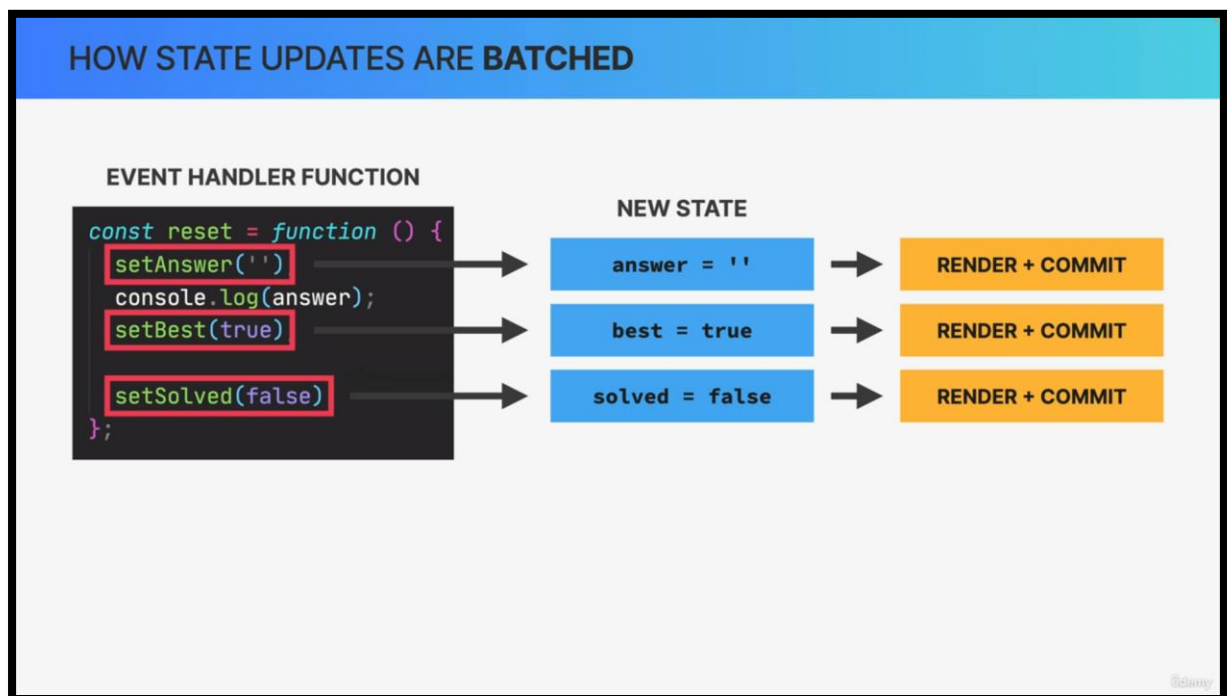 HOW STATE UPDATES ARE BATCHED
EVENT HANDLER FUNCTION
const reset = function () {
setAnswer('')
console.log(answer);
setBest(true)
setSolved(false)
};
NEW STATE
answer = ''
RENDER + COMMIT
best = true
RENDER + COMMIT
solved = false
RENDER + COMMIT
Udemy